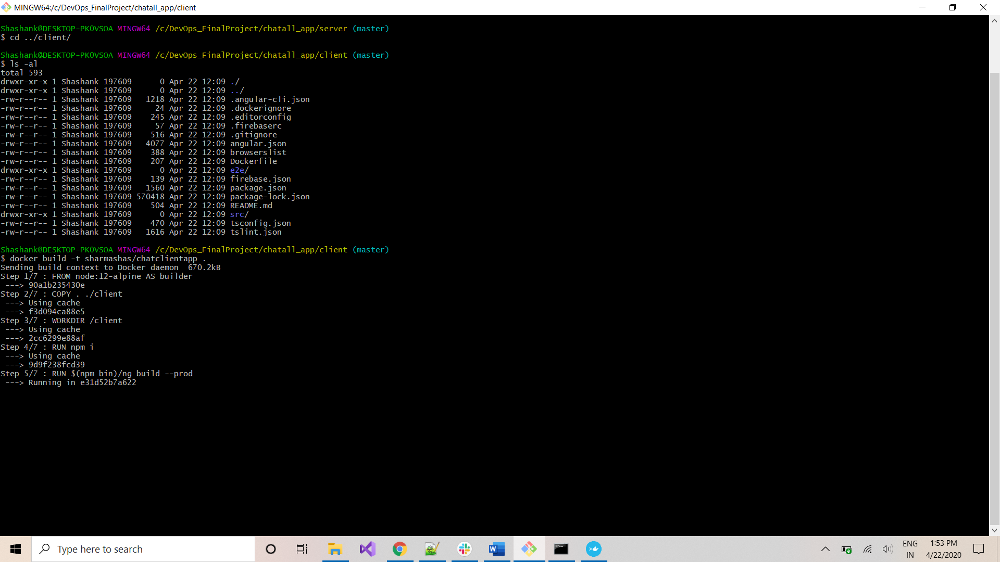 MINGW64:/c/DevOps_FinalProject/chatall_app/client
Shashank@DESKTOP-PK0VSOA MINGW64 /c/DevOps_FinalProject/chatall_app/server (master)
$ cd ../client/
Shashank@DESKTOP-PK0VSOA MINGW64 /c/DevOps_FinalProject/chatall_app/client (master)
$ ls -al
total 593
drwxr-xr-x 1 Shashank 197609      0 Apr 22 12:09 ./
drwxr-xr-x 1 Shashank 197609      0 Apr 22 12:09 ../
-rw-r--r-- 1 Shashank 197609   1218 Apr 22 12:09 .angular-cli.json
-rw-r--r-- 1 Shashank 197609     24 Apr 22 12:09 .dockerignore
-rw-r--r-- 1 Shashank 197609    245 Apr 22 12:09 .editorconfig
-rw-r--r-- 1 Shashank 197609     57 Apr 22 12:09 .firebaserc
-rw-r--r-- 1 Shashank 197609    516 Apr 22 12:09 .gitignore
-rw-r--r-- 1 Shashank 197609   4077 Apr 22 12:09 angular.json
-rw-r--r-- 1 Shashank 197609    388 Apr 22 12:09 browserslist
-rw-r--r-- 1 Shashank 197609    207 Apr 22 12:09 Dockerfile
drwxr-xr-x 1 Shashank 197609      0 Apr 22 12:09 e2e/
-rw-r--r-- 1 Shashank 197609    139 Apr 22 12:09 firebase.json
-rw-r--r-- 1 Shashank 197609   1560 Apr 22 12:09 package.json
-rw-r--r-- 1 Shashank 197609 570418 Apr 22 12:09 package-lock.json
-rw-r--r-- 1 Shashank 197609    504 Apr 22 12:09 README.md
drwxr-xr-x 1 Shashank 197609      0 Apr 22 12:09 src/
-rw-r--r-- 1 Shashank 197609    470 Apr 22 12:09 tsconfig.json
-rw-r--r-- 1 Shashank 197609   1616 Apr 22 12:09 tslint.json
Shashank@DESKTOP-PK0VSOA MINGW64 /c/DevOps_FinalProject/chatall_app/client (master)
$ docker build -t sharmashas/chatclientapp .
Sending build context to Docker daemon  670.2kB
Step 1/7 : FROM node:12-alpine AS builder
 ---> 90a1b235430e
Step 2/7 : COPY . ./client
 ---> Using cache
 ---> f3d094ca88e5
Step 3/7 : WORKDIR /client
 ---> Using cache
 ---> 2cc6299e88af
Step 4/7 : RUN npm i
 ---> Using cache
 ---> 9d9f238fcd39
Step 5/7 : RUN $(npm bin)/ng build --prod
 ---> Running in e31d52b7a622
Type here to search
ENG
IN
1:53 PM
4/22/2020